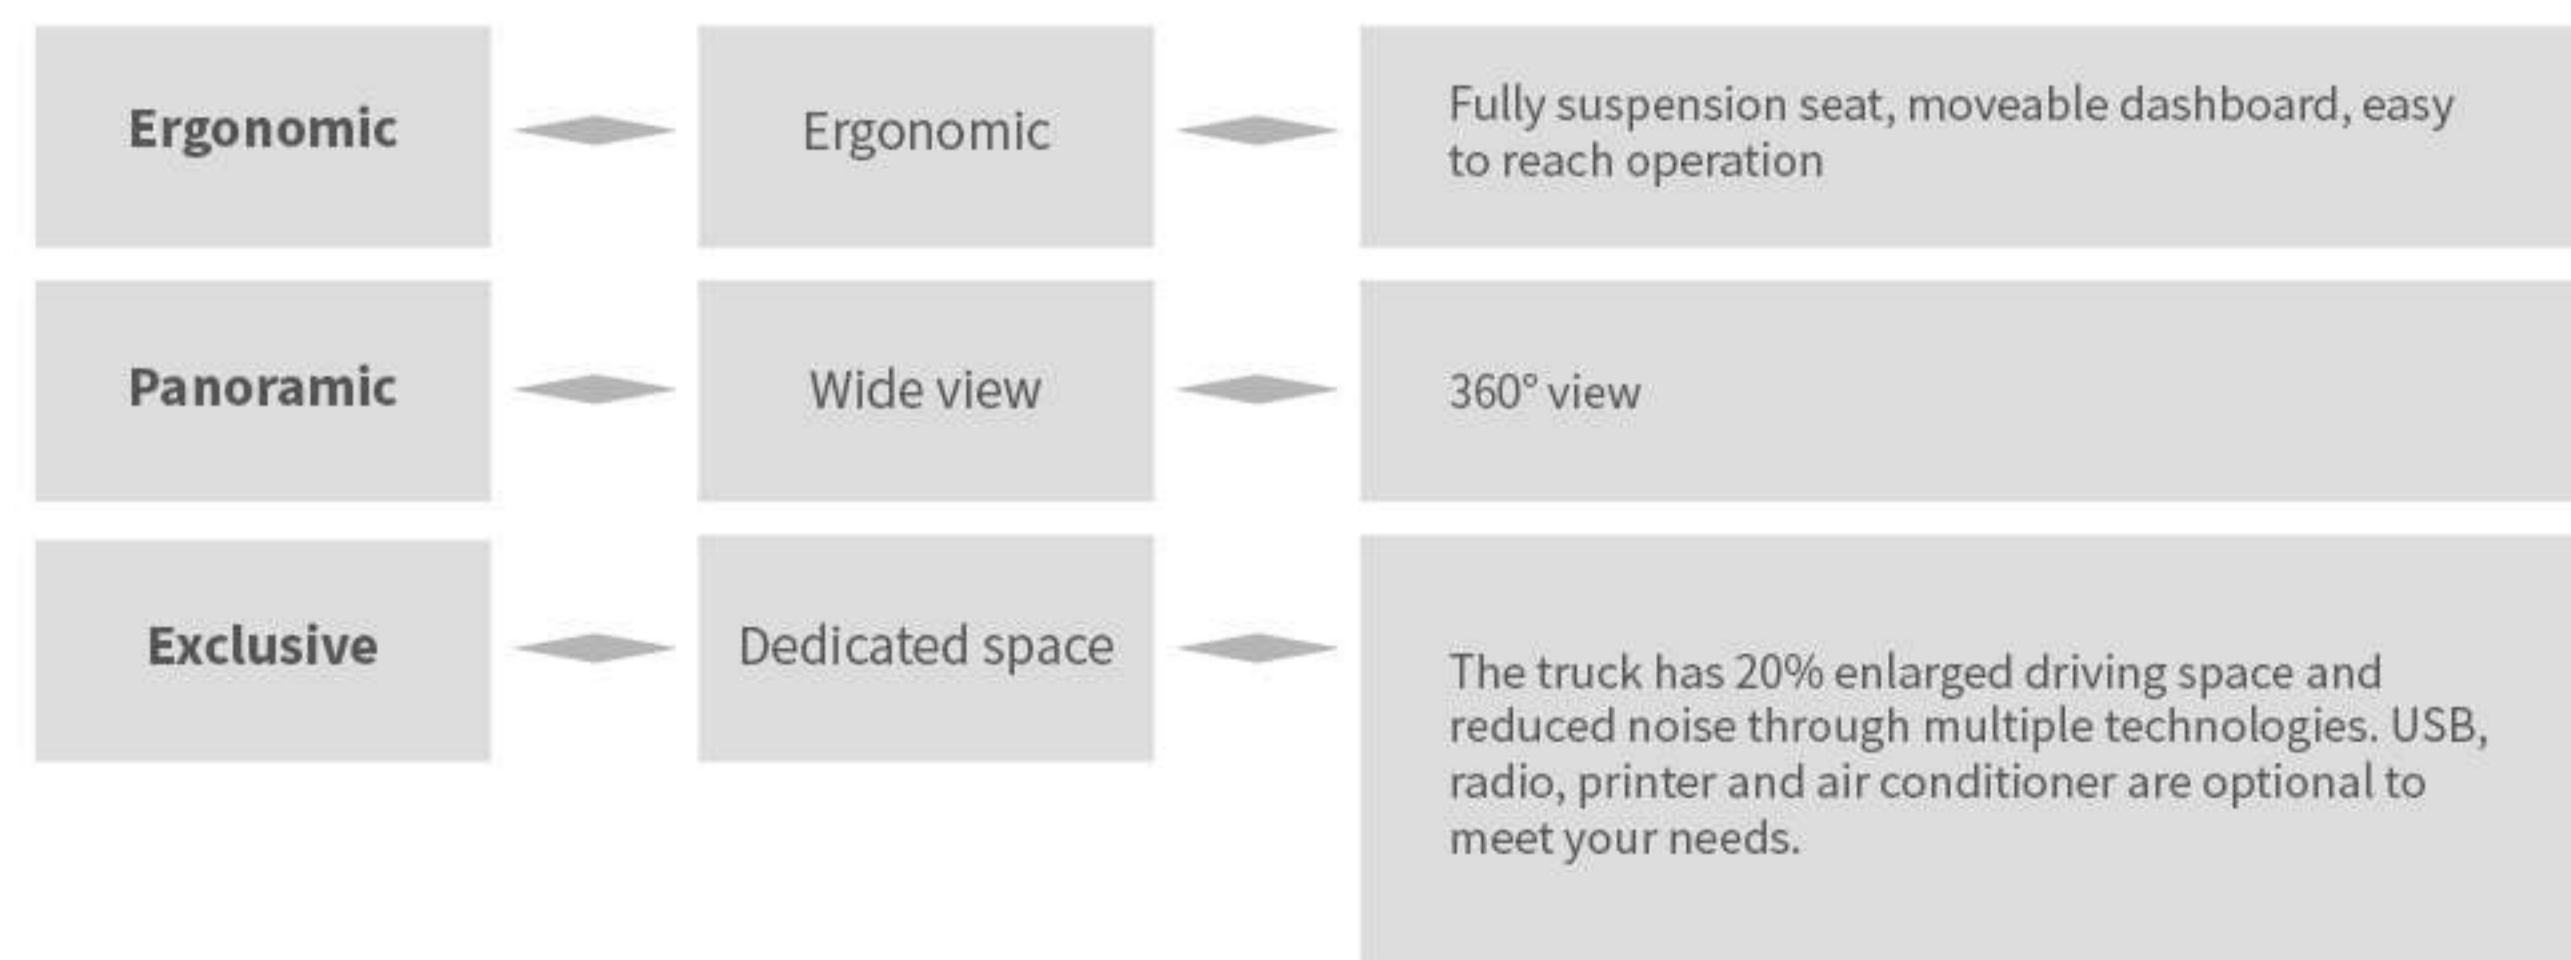 Ergonomic
Ergonomic
Fully suspension seat, moveable dashboard, easy
to reach operation
Panoramic
Wide view
360° view
Exclusive
Dedicated space
The truck has 20% enlarged driving space and
reduced noise through multiple technologies. USB,
radio, printer and air conditioner are optional to
meet your needs.